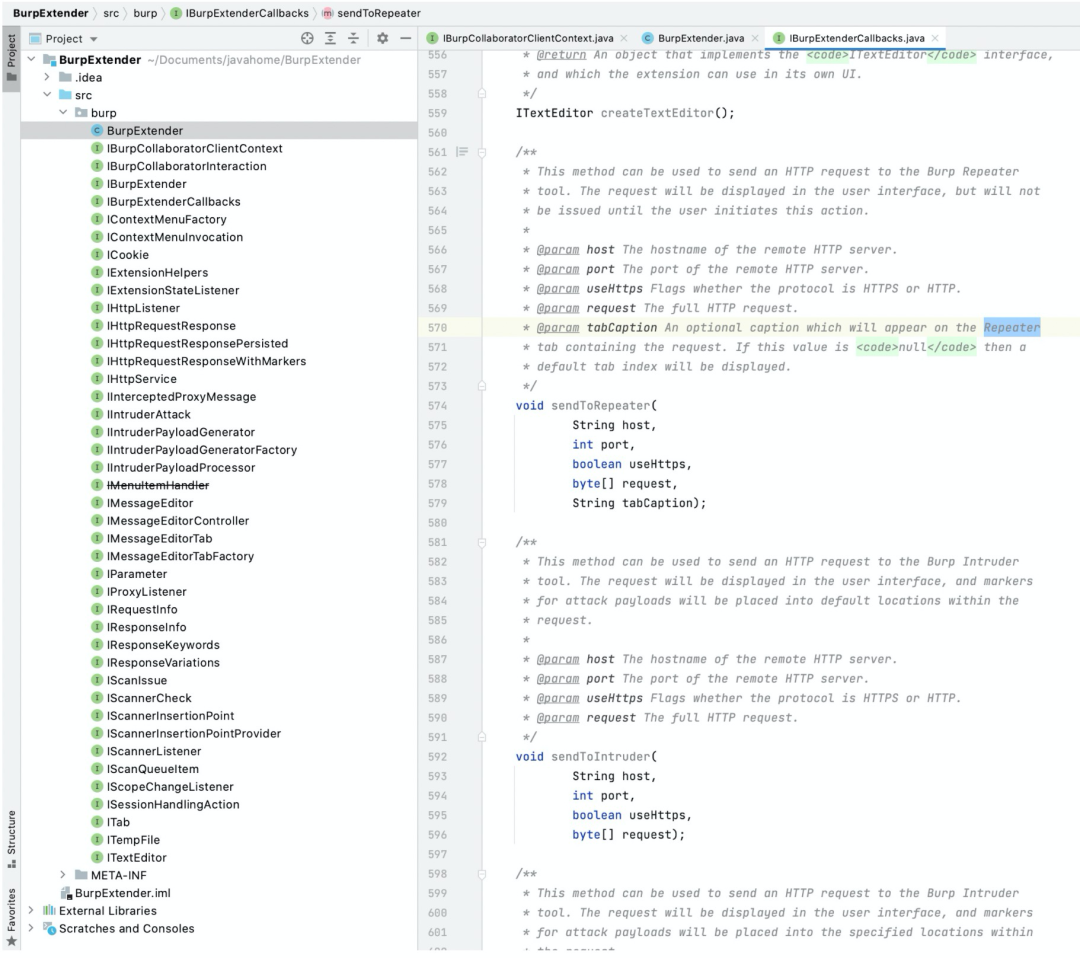 BurpExtender src burp IBurpExtenderCallbacks sendToRepeater
Project
Project
BurpExtender ~/Documents/javahome/BurpExtender
.idea
src
burp
BurpExtender
IBurpCollaboratorClientContext
IBurpCollaboratorInteraction
IBurpExtender
IBurpExtenderCallbacks
IContextMenuFactory
IContextMenuInvocation
ICookie
IExtensionHelpers
IExtensionStateListener
IHttpListener
IHttpRequestResponse
IHttpRequestResponsePersisted
IHttpRequestResponseWithMarkers
IHttpService
IInterceptedProxyMessage
IIntruderAttack
IIntruderPayloadGenerator
IIntruderPayloadGeneratorFactory
IIntruderPayloadProcessor
IMenuItemHandler
IMessageEditor
IMessageEditorController
IMessageEditorTab
IMessageEditorTabFactory
IParameter
IProxyListener
IRequestInfo
IResponseInfo
IResponseKeywords
IResponseVariations
IScanIssue
IScannerCheck
IScannerInsertionPoint
IScannerInsertionPointProvider
IScannerListener
IScanQueueItem
IScopeChangeListener
ISessionHandlingAction
ITab
ITempFile
ITextEditor
META-INF
BurpExtender.iml
External Libraries
Scratches and Consoles
Structure
Favorites
IBurpCollaboratorClientContext.java BurpExtender.java IBurpExtenderCallbacks.java
556 * @return An object that implements the <code>ITextEditor</code> interface,
557 * and which the extension can use in its own UI.
558 */
559 ITextEditor createTextEditor();
560
561 /**
562 * This method can be used to send an HTTP request to the Burp Repeater
563 * tool. The request will be displayed in the user interface, but will not
564 * be issued until the user initiates this action.
565 *
566 * @param host The hostname of the remote HTTP server.
567 * @param port The port of the remote HTTP server.
568 * @param useHttps Flags whether the protocol is HTTPS or HTTP.
569 * @param request The full HTTP request.
570 * @param tabCaption An optional caption which will appear on the Repeater
571 * tab containing the request. If this value is <code>null</code> then a
572 * default tab index will be displayed.
573 */
574 void sendToRepeater(
575 String host,
576 int port,
577 boolean useHttps,
578 byte[] request,
579 String tabCaption);
580
581 /**
582 * This method can be used to send an HTTP request to the Burp Intruder
583 * tool. The request will be displayed in the user interface, and markers
584 * for attack payloads will be placed into default locations within the
585 * request.
586 *
587 * @param host The hostname of the remote HTTP server.
588 * @param port The port of the remote HTTP server.
589 * @param useHttps Flags whether the protocol is HTTPS or HTTP.
590 * @param request The full HTTP request.
591 */
592 void sendToIntruder(
593 String host,
594 int port,
595 boolean useHttps,
596 byte[] request);
597
598 /**
599 * This method can be used to send an HTTP request to the Burp Intruder
600 * tool. The request will be displayed in the user interface, and markers
601 * for attack payloads will be placed into the specified locations within